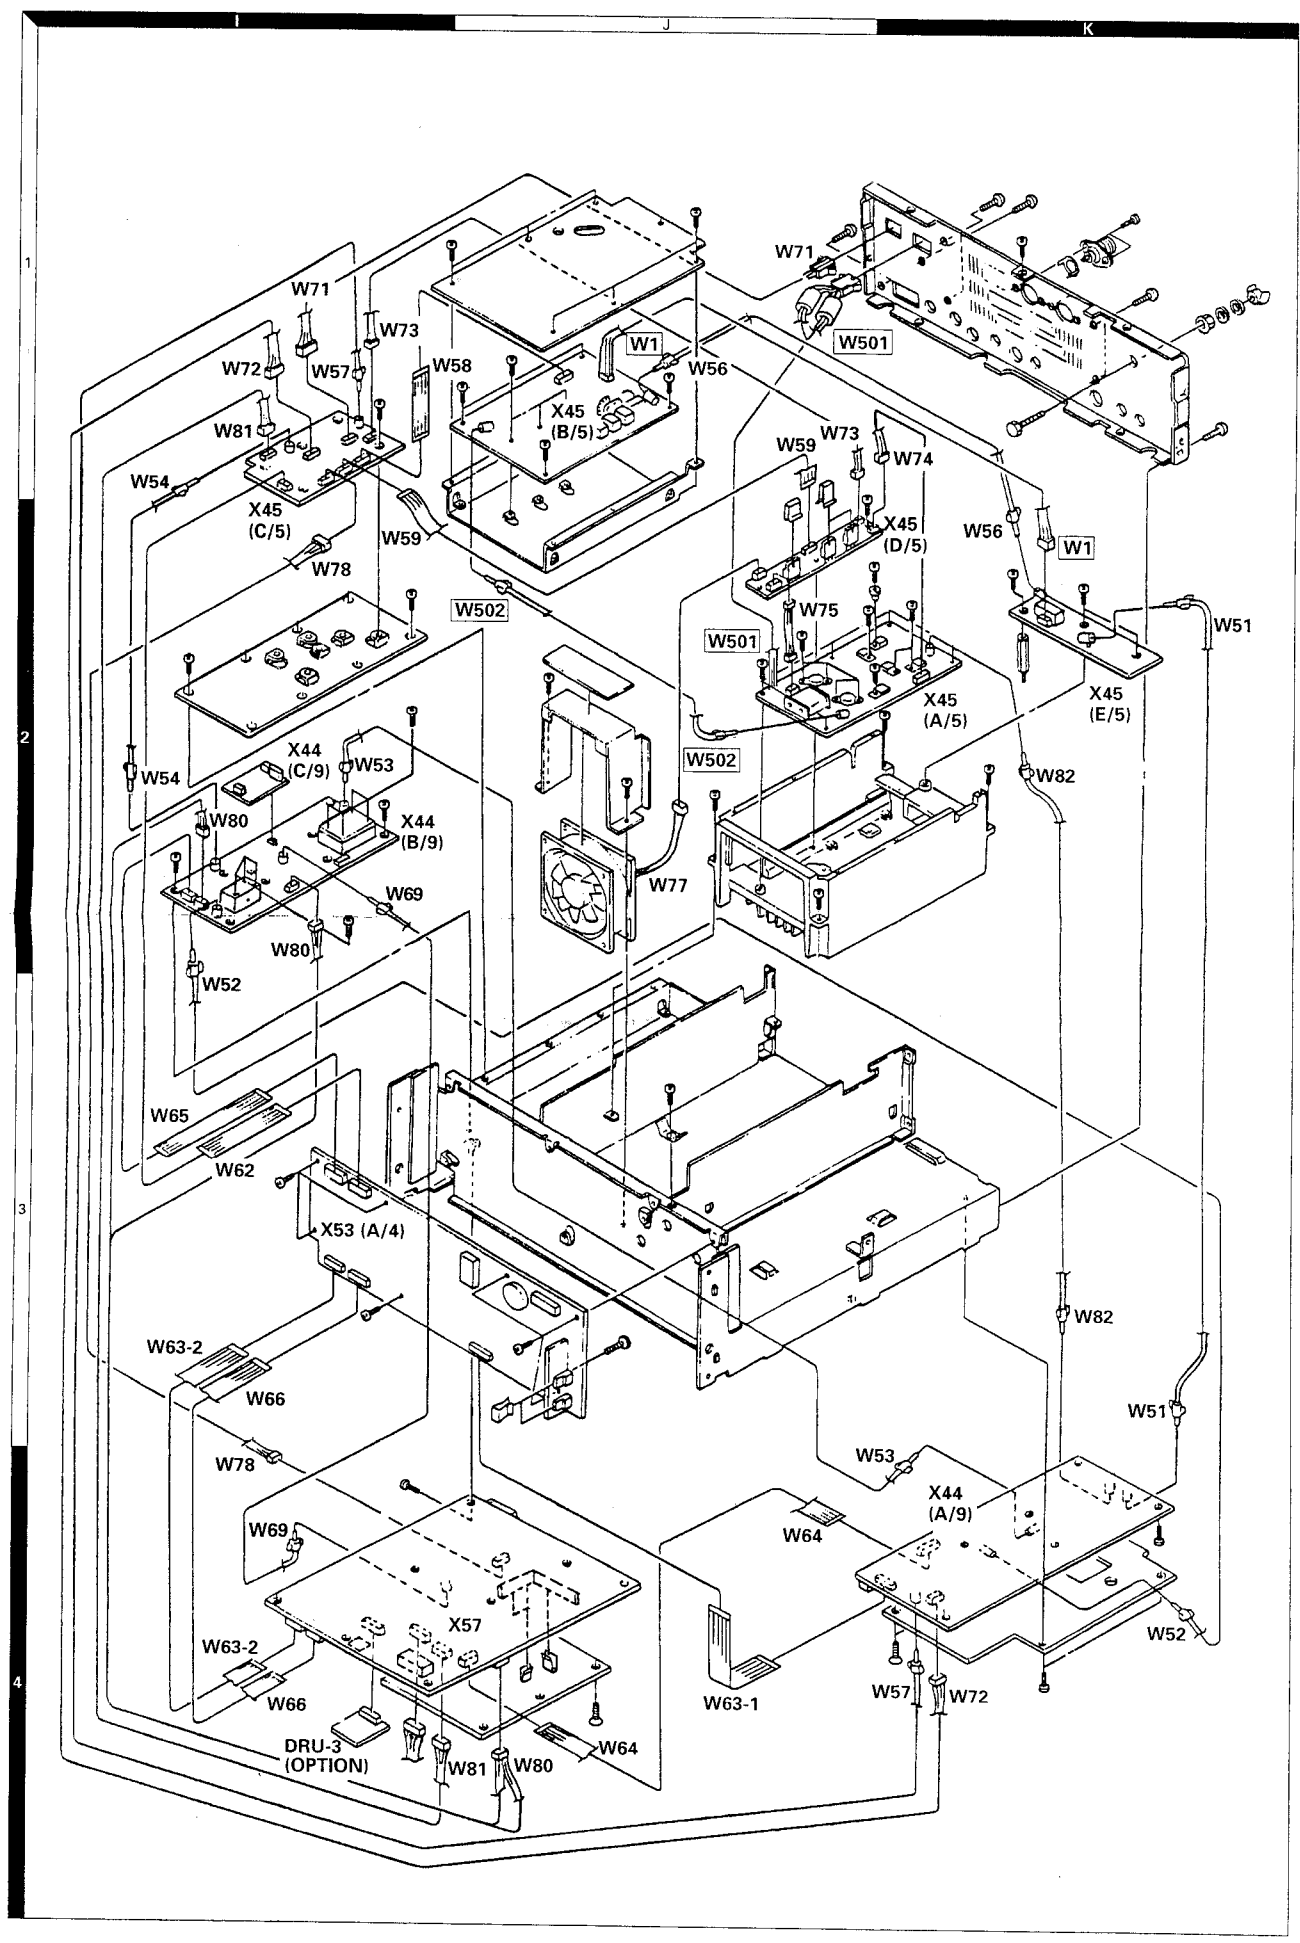 I
J
K
1
W71
W71
W501
W73
W1
W72
W57
W58
W56
W81
X45
(B/5)
W59
W73
W74
W54
X45
(C/5)
W59
X45
(D/5)
W56
W1
W78
W502
W75
W501
W51
X45
(A/5)
X45
(E/5)
2
X44
(C/9)
W53
W502
W54
W82
W80
X44
(B/9)
W77
W69
W80
W52
W65
W62
3
X53 (A/4)
W63-2
W66
W82
W51
W78
W53
X44
(A/9)
W69
W64
X57
W63-2
W66
W52
4
W63-1
W57
W72
DRU-3
(OPTION)
W81
W80
W64